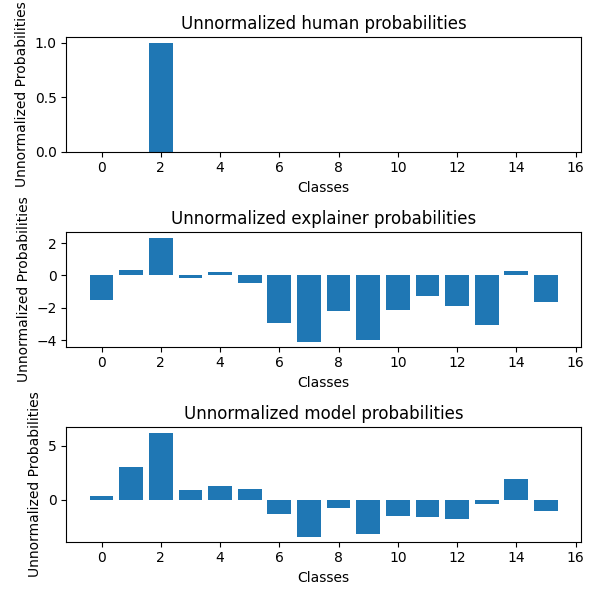 Unnormalized human probabilities
Unnormalized Probabilities
1.0
0.5
0.0
0 2 4 6 8 10 12 14 16
Classes
Unnormalized explainer probabilities
Unnormalized Probabilities
2
0
−2
−4
0 2 4 6 8 10 12 14 16
Classes
Unnormalized model probabilities
Unnormalized Probabilities
5
0
0 2 4 6 8 10 12 14 16
Classes